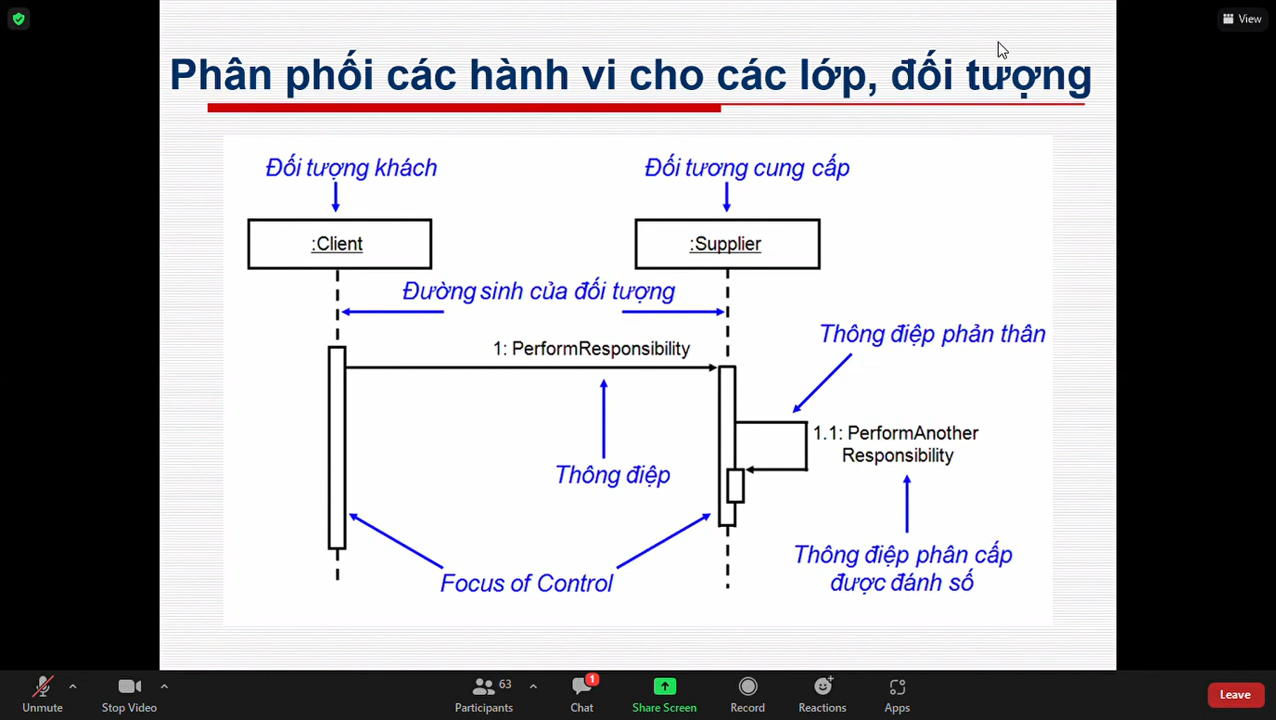 View
Phân phối các hành vi cho các lớp, đối tượng
Đối tượng khách
Đối tương cung cấp
:Client
:Supplier
Đường sinh của đối tượng
Thông điệp phản thân
1: PerformResponsibility
1.1: PerformAnother
Responsibility
Thông điệp
Thông điệp phân cấp
được đánh số
Focus of Control
Unmute
Stop Video
63
Participants
1
Chat
Share Screen
Record
Reactions
Apps
Leave